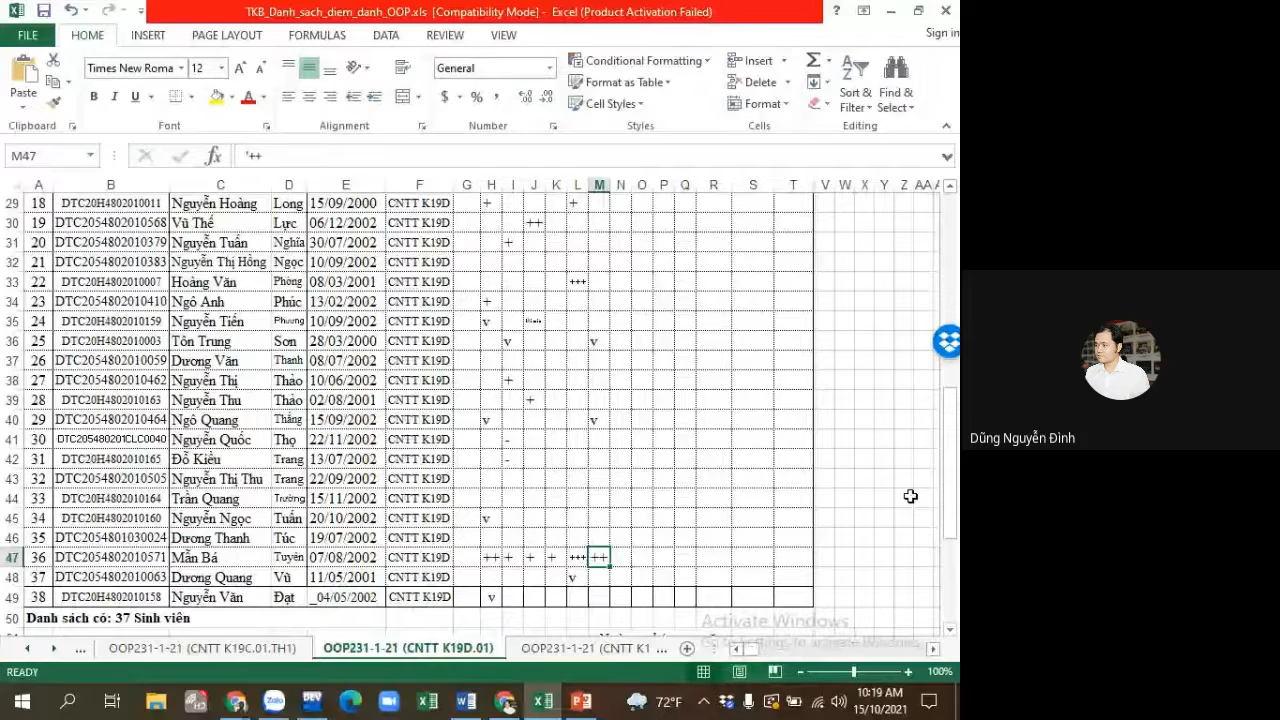 TKB_Danh_sach_diem_danh_OOP.xls [Compatibility Mode] - Excel (Product Activation Failed)
FILE HOME INSERT PAGE LAYOUT FORMULAS DATA REVIEW VIEW Sign in
Times New Roma 12 General Conditional Formatting Insert
Paste B I U A $ % , Format as Table Delete Sort & Find &
Cell Styles Format Filter Select
Clipboard Font Alignment Number Styles Cells Editing
M47 fx '++
A B C D E F G H I J K L M N O P Q R S T V W X Y Z AA
29 18 DTC20H4802010011 Nguyễn Hoàng Long 15/09/2000 CNTT K19D + +
30 19 DTC2054802010568 Vũ Thế Lực 06/12/2002 CNTT K19D ++
31 20 DTC2054802010379 Nguyễn Tuấn Nghĩa 30/07/2002 CNTT K19D +
32 21 DTC2054802010383 Nguyễn Thị Hồng Ngọc 10/09/2002 CNTT K19D
33 22 DTC20H4802010007 Hoàng Văn Phòng 08/03/2001 CNTT K19D +++
34 23 DTC2054802010410 Ngô Anh Phúc 13/02/2002 CNTT K19D +
35 24 DTC20H4802010159 Nguyễn Tiến Phương 10/09/2002 CNTT K19D v
36 25 DTC20H4802010003 Tôn Trung Sơn 28/03/2000 CNTT K19D v v
37 26 DTC2054802010059 Dương Văn Thanh 08/07/2002 CNTT K19D
38 27 DTC2054802010462 Nguyễn Thị Thảo 10/06/2002 CNTT K19D +
39 28 DTC20H4802010163 Nguyễn Thu Thảo 02/08/2001 CNTT K19D +
40 29 DTC2054802010464 Ngô Quang Thắng 15/09/2002 CNTT K19D v v
41 30 DTC205480201CLC0040 Nguyễn Quốc Thọ 22/11/2002 CNTT K19D -
42 31 DTC20H4802010165 Đỗ Kiều Trang 13/07/2002 CNTT K19D -
43 32 DTC2054802010505 Nguyễn Thị Thu Trang 22/09/2002 CNTT K19D
44 33 DTC20H4802010164 Trần Quang Trường 15/11/2002 CNTT K19D
45 34 DTC20H4802010160 Nguyễn Ngọc Tuấn 20/10/2002 CNTT K19D v
46 35 DTC2054801030024 Dương Thanh Túc 19/07/2002 CNTT K19D
47 36 DTC2054802010571 Mẫn Bá Tuyên 07/08/2002 CNTT K19D ++ + + + +++ ++
48 37 DTC2054802010063 Dương Quang Vũ 11/05/2001 CNTT K19D v
49 38 DTC20H4802010158 Nguyễn Văn Đạt _04/05/2002 CNTT K19D v
50 Danh sách có: 37 Sinh viên
Activate Windows
... OOP231-1-21 (CNTT K19C.01.TH1) OOP231-1-21 (CNTT K19D.01) OOP231-1-21 (CNTT K1 ...
READY 100%
Zalo DEV 72°F 10:19 AM
15/10/2021
Dũng Nguyễn Đình